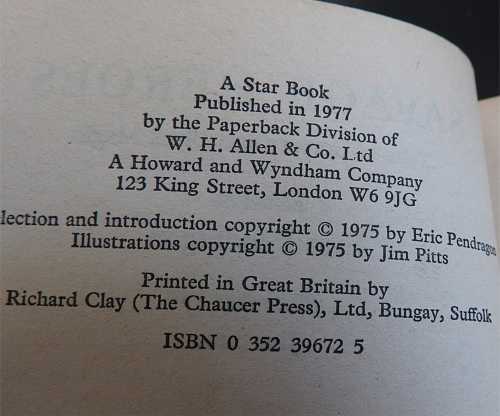 A Star Book
Published in 1977
by the Paperback Division of
W. H. Allen & Co. Ltd
A Howard and Wyndham Company
123 King Street, London W6 9JG
lection and introduction copyright © 1975 by Eric Pendragon
Illustrations copyright © 1975 by Jim Pitts
Printed in Great Britain by
Richard Clay (The Chaucer Press), Ltd, Bungay, Suffolk
ISBN 0 352 39672 5